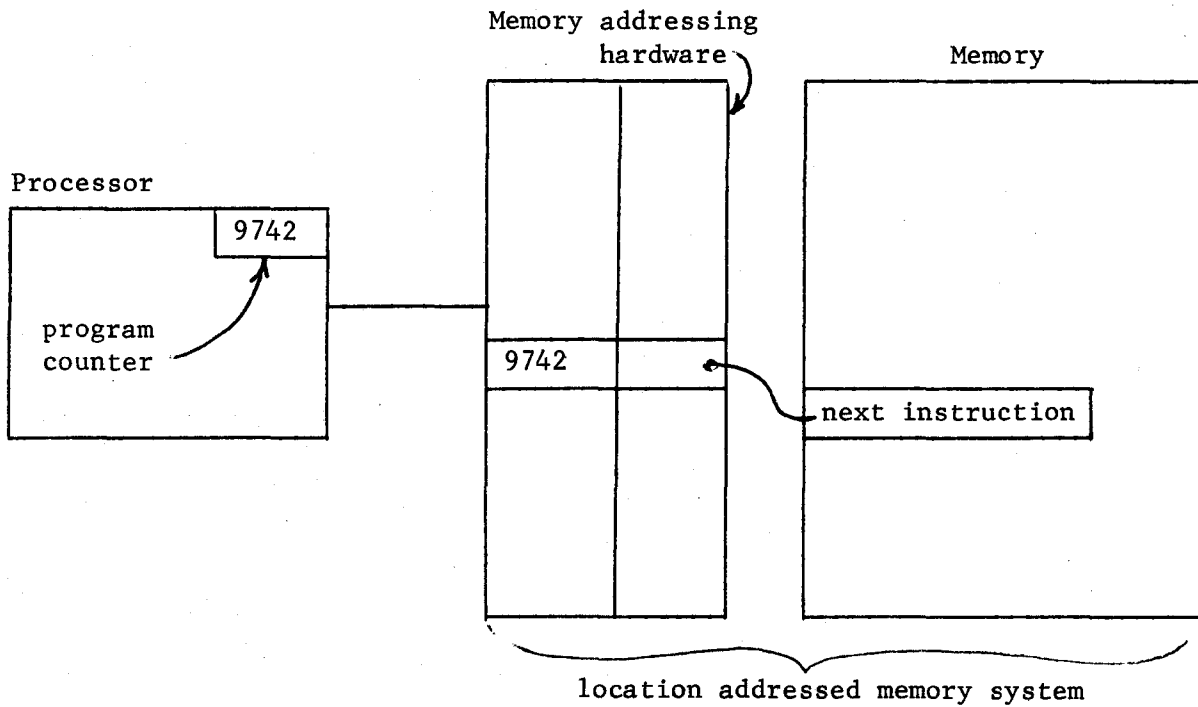 Memory addressing
hardware
Memory
Processor
9742
program
counter
9742
next instruction
location addressed memory system